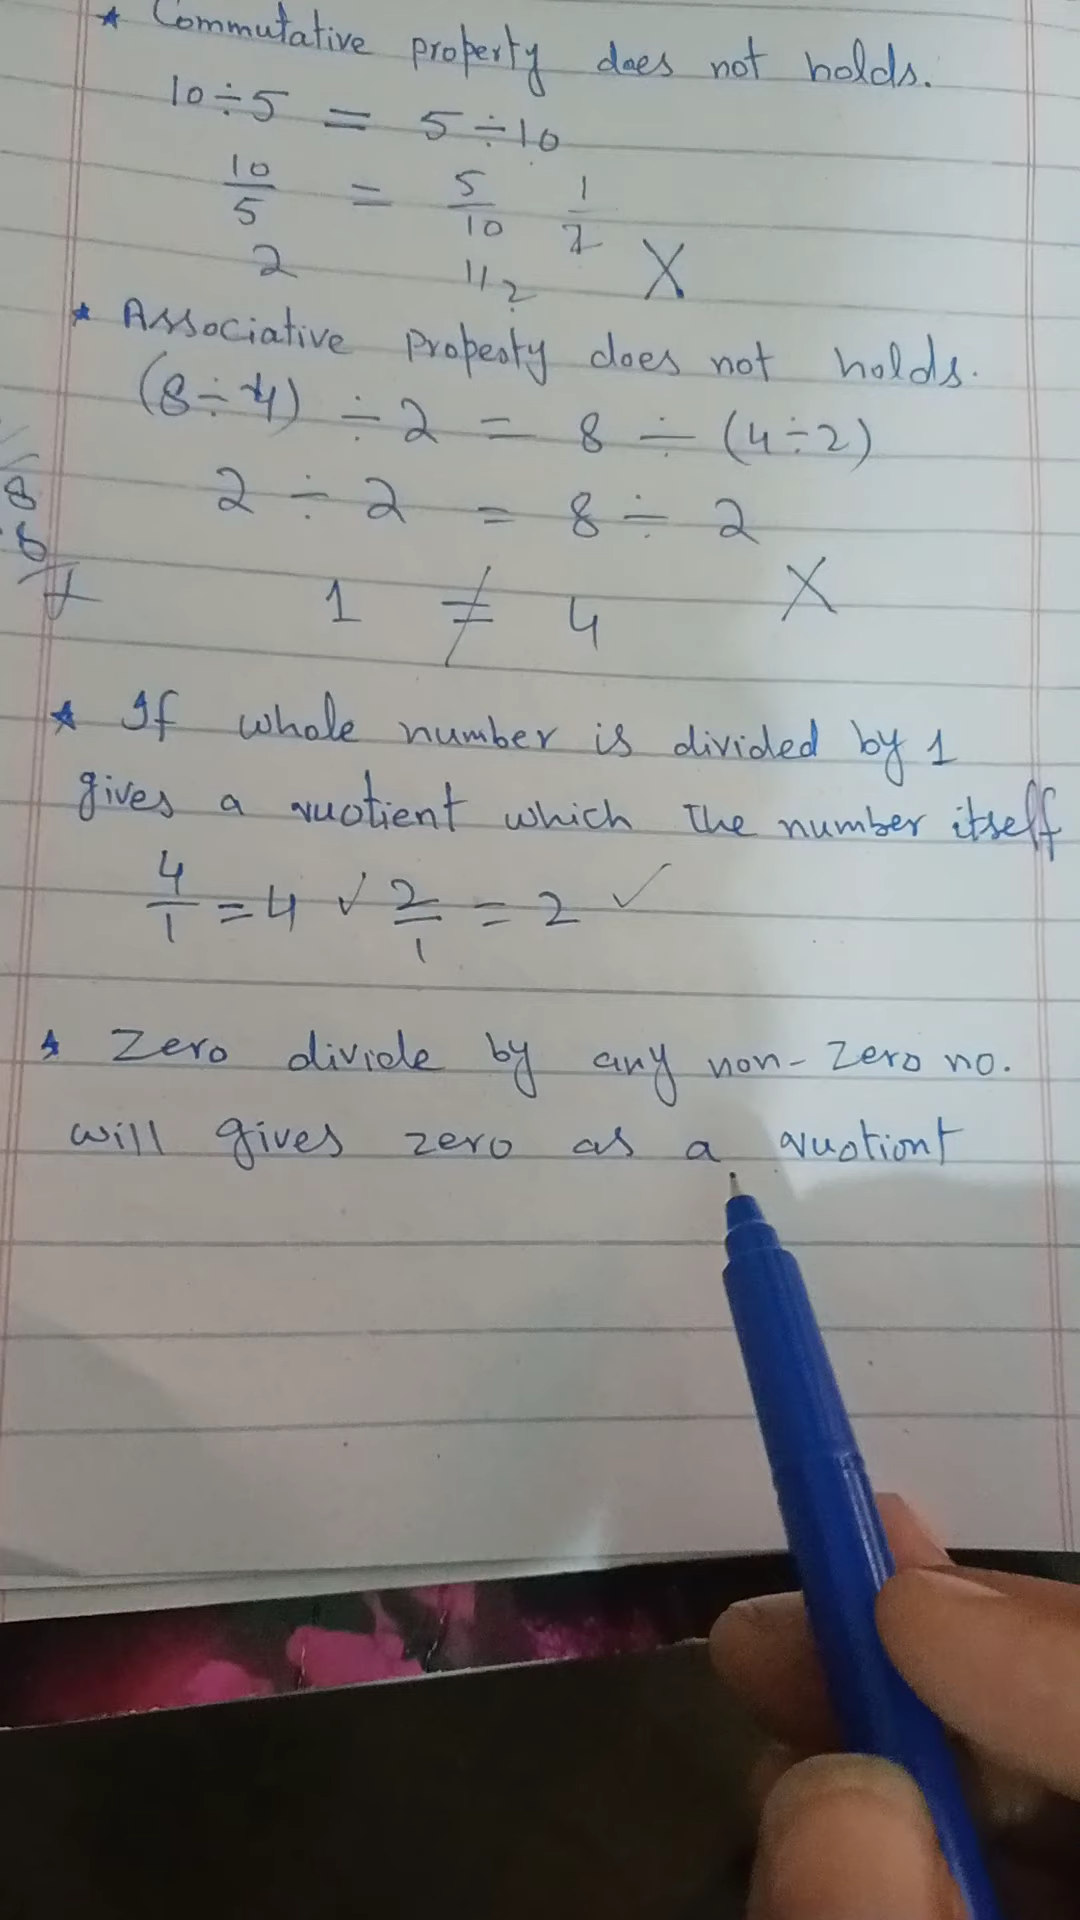 * Commutative property does not holds.
10÷5 = 5÷10
10/5 = 5/10 1/2
2 1/2 X
* Associative Property does not holds.
(8÷4) ÷2 = 8 ÷ (4÷2)
2 ÷ 2 = 8 ÷ 2
1 ≠ 4 X
* If whole number is divided by 1
gives a quotient which the number itself
4/1 = 4 ✓ 2/1 = 2 ✓
* Zero divide by any non-zero no.
will gives zero as a quotiont